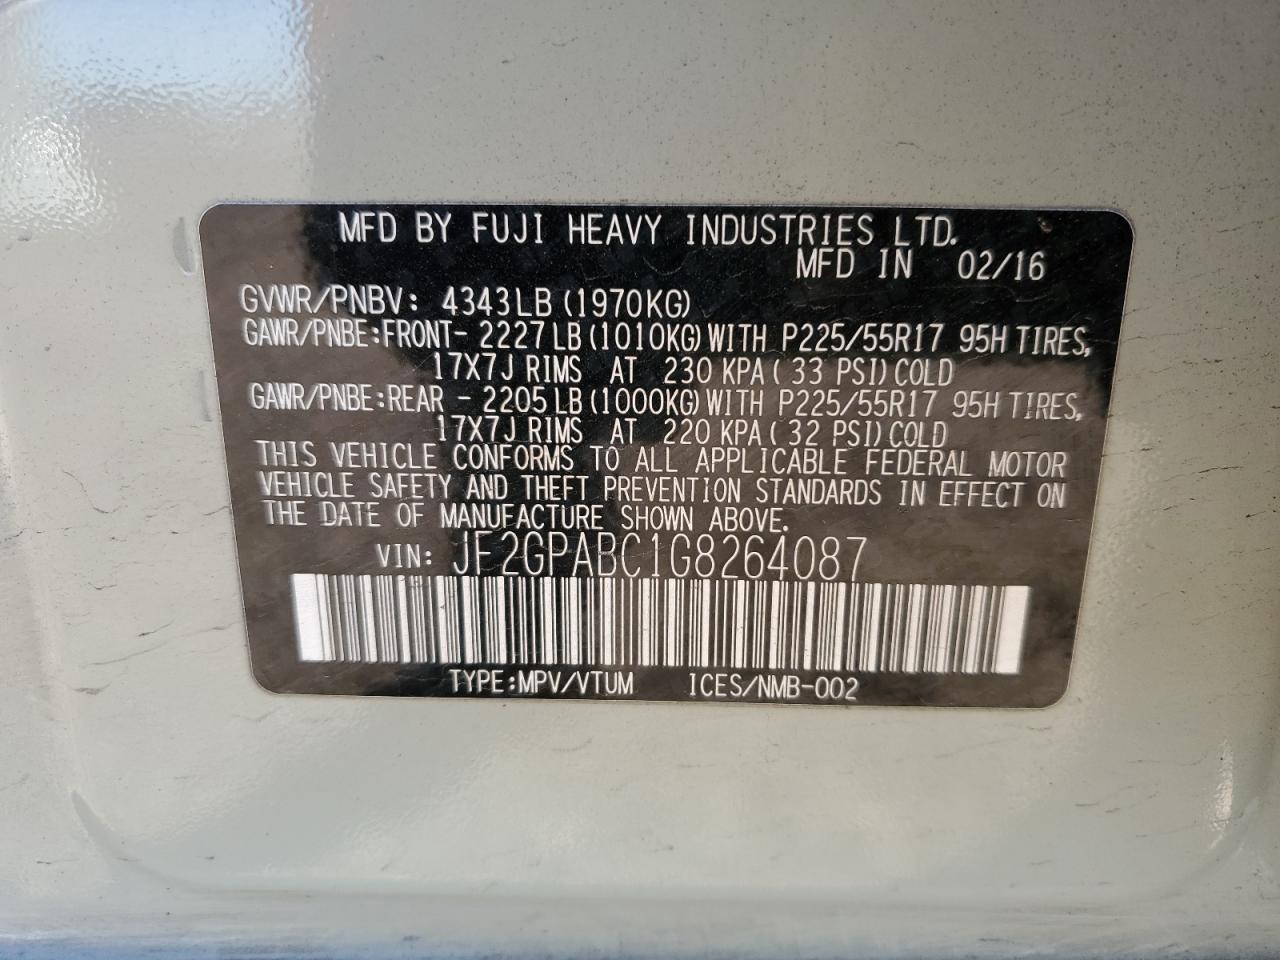 MFD BY FUJI HEAVY INDUSTRIES LTD.
MFD IN 02/16
GVWR/PNBV: 4343LB (1970KG)
GAWR/PNBE:FRONT- 2227LB(1010KG)WITH P225/55R17 95H TIRES,
17X7J RIMS AT 230 KPA( 33 PSI)COLD
GAWR/PNBE:REAR - 2205LB(1000KG)WITH P225/55R17 95H TIRES,
17X7J RIMS AT 220 KPA( 32 PSI)COLD
THIS VEHICLE CONFORMS TO ALL APPLICABLE FEDERAL MOTOR
VEHICLE SAFETY AND THEFT PREVENTION STANDARDS IN EFFECT ON
THE DATE OF MANUFACTURE SHOWN ABOVE.
VIN: JF2GPABC1G8264087
TYPE:MPV/VTUM ICES/NMB-002